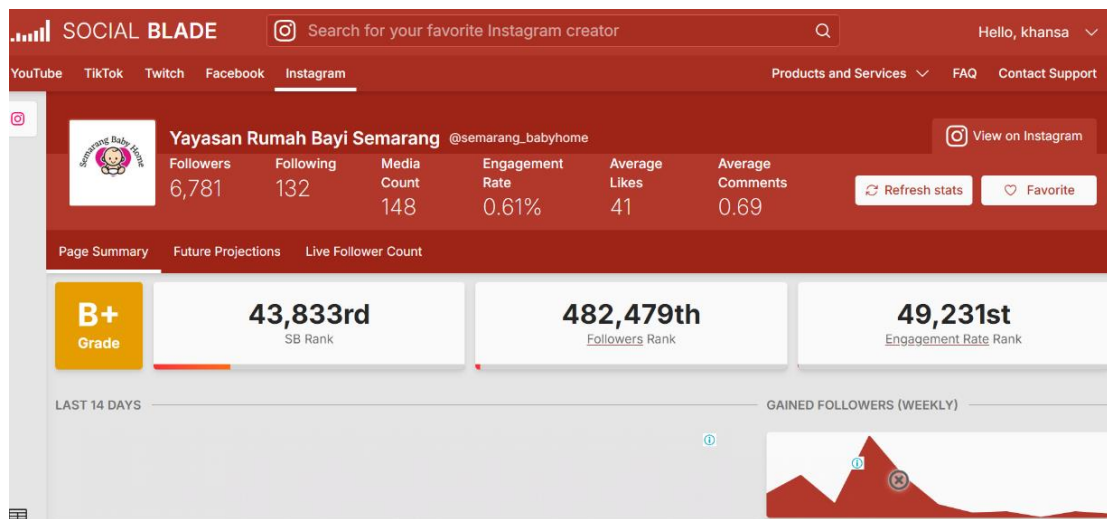 SOCIAL BLADE
Search for your favorite Instagram creator
Hello, khansa
YouTube TikTok Twitch Facebook Instagram
Products and Services FAQ Contact Support
Semarang Baby Home
Yayasan Rumah Bayi Semarang @semarang_babyhome
View on Instagram
Followers
6,781
Following
132
Media Count
148
Engagement Rate
0.61%
Average Likes
41
Average Comments
0.69
Refresh stats
Favorite
Page Summary Future Projections Live Follower Count
B+
Grade
43,833rd
SB Rank
482,479th
Followers Rank
49,231st
Engagement Rate Rank
LAST 14 DAYS
GAINED FOLLOWERS (WEEKLY)